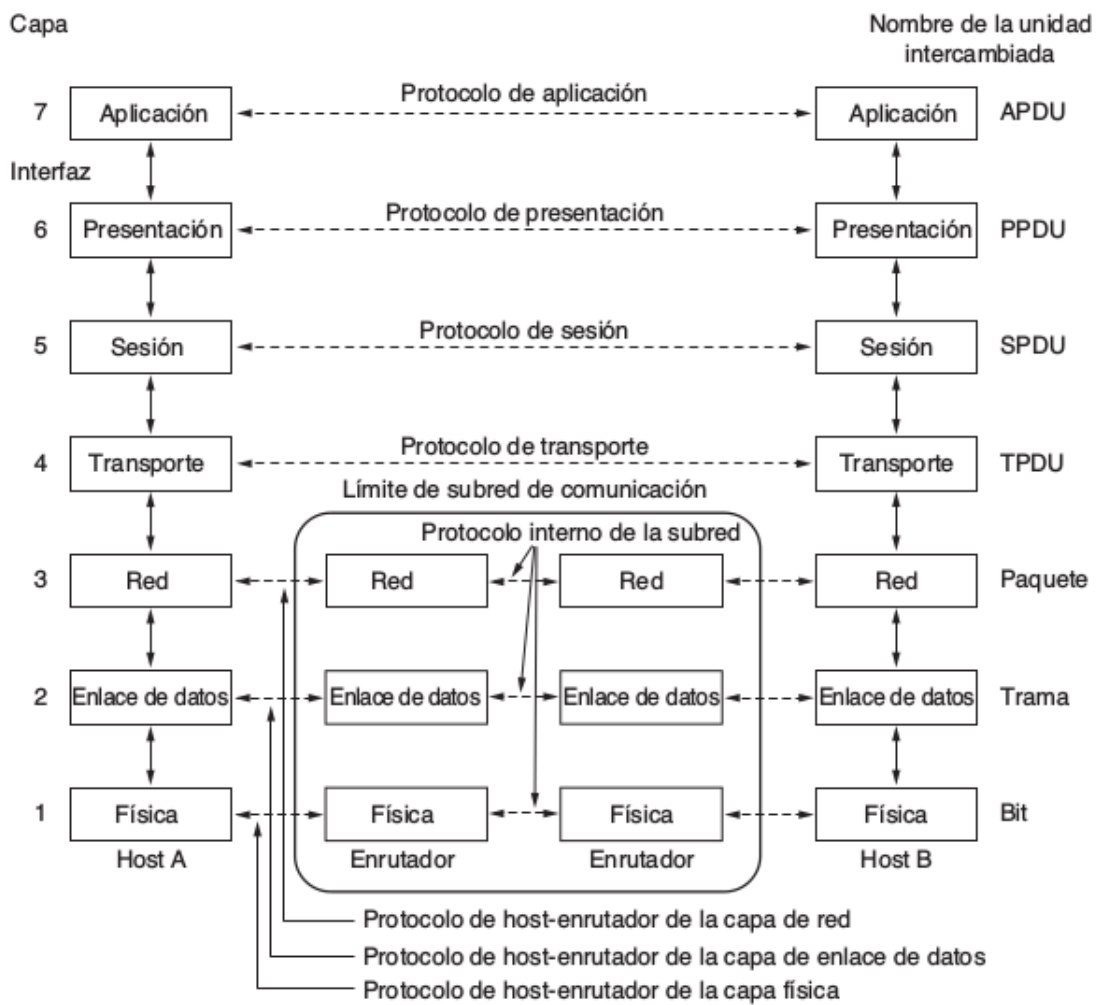 Capa
Nombre de la unidad
intercambiada
Protocolo de aplicación
7 Aplicación Aplicación APDU
Interfaz
Protocolo de presentación
6 Presentación Presentación PPDU
Protocolo de sesión
5 Sesión Sesión SPDU
Protocolo de transporte
4 Transporte Transporte TPDU
Límite de subred de comunicación
Protocolo interno de la subred
3 Red Red Red Red Paquete
2 Enlace de datos Enlace de datos Enlace de datos Enlace de datos Trama
1 Física Física Física Física Bit
Host A Enrutador Enrutador Host B
Protocolo de host-enrutador de la capa de red
Protocolo de host-enrutador de la capa de enlace de datos
Protocolo de host-enrutador de la capa física